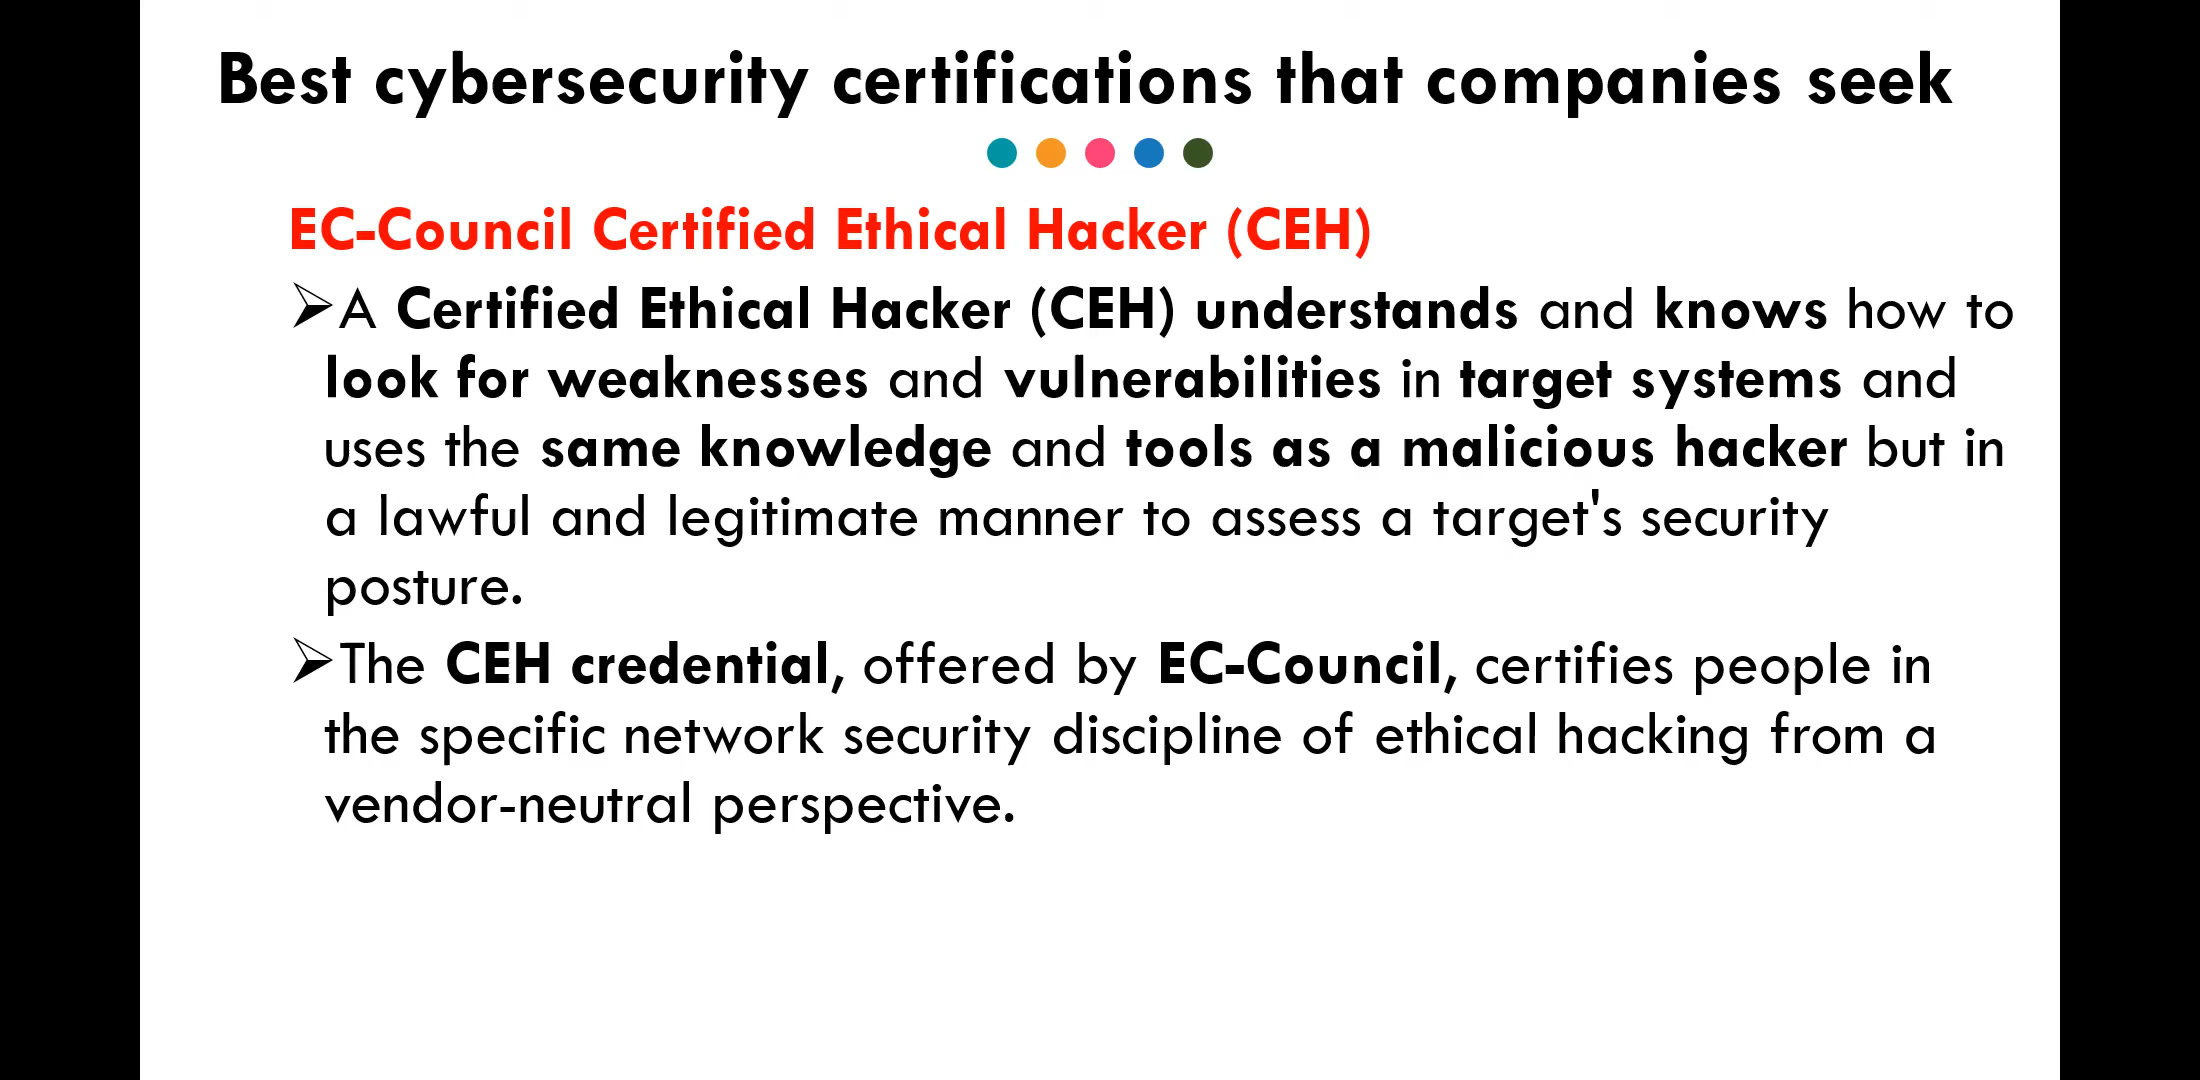 Best cybersecurity certifications that companies seek
EC-Council Certified Ethical Hacker (CEH)
➢A Certified Ethical Hacker (CEH) understands and knows how to
look for weaknesses and vulnerabilities in target systems and
uses the same knowledge and tools as a malicious hacker but in
a lawful and legitimate manner to assess a target's security
posture.
➢The CEH credential, offered by EC-Council, certifies people in
the specific network security discipline of ethical hacking from a
vendor-neutral perspective.